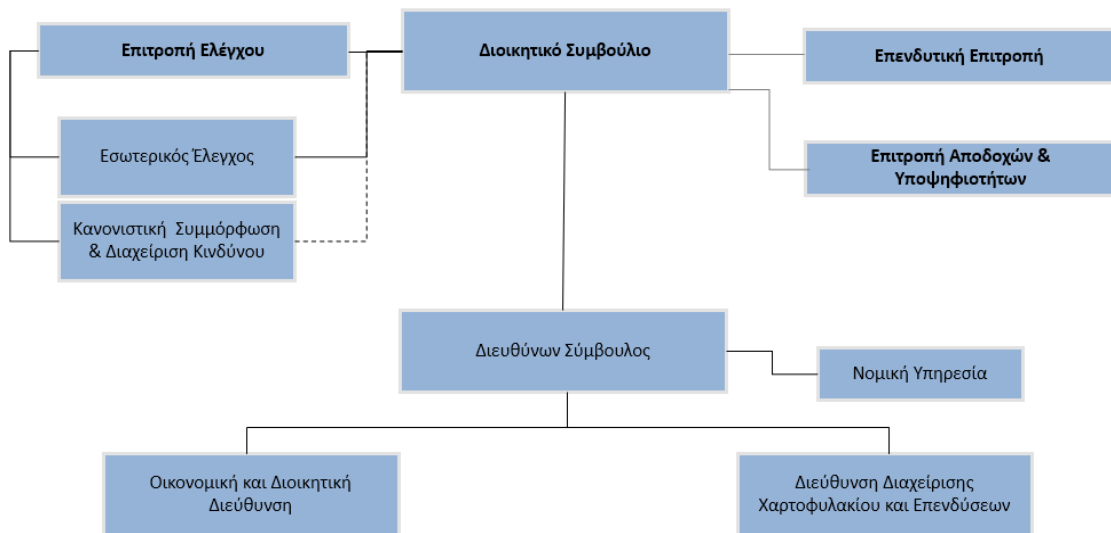 Επιτροπή Ελέγχου
Διοικητικό Συμβούλιο
Επενδυτική Επιτροπή
Εσωτερικός Έλεγχος
Επιτροπή Αποδοχών &
Υποψηφιοτήτων
Κανονιστική Συμμόρφωση
& Διαχείριση Κινδύνου
Διευθύνων Σύμβουλος
Νομική Υπηρεσία
Οικονομική και Διοικητική
Διεύθυνση
Διεύθυνση Διαχείρισης
Χαρτοφυλακίου και Επενδύσεων